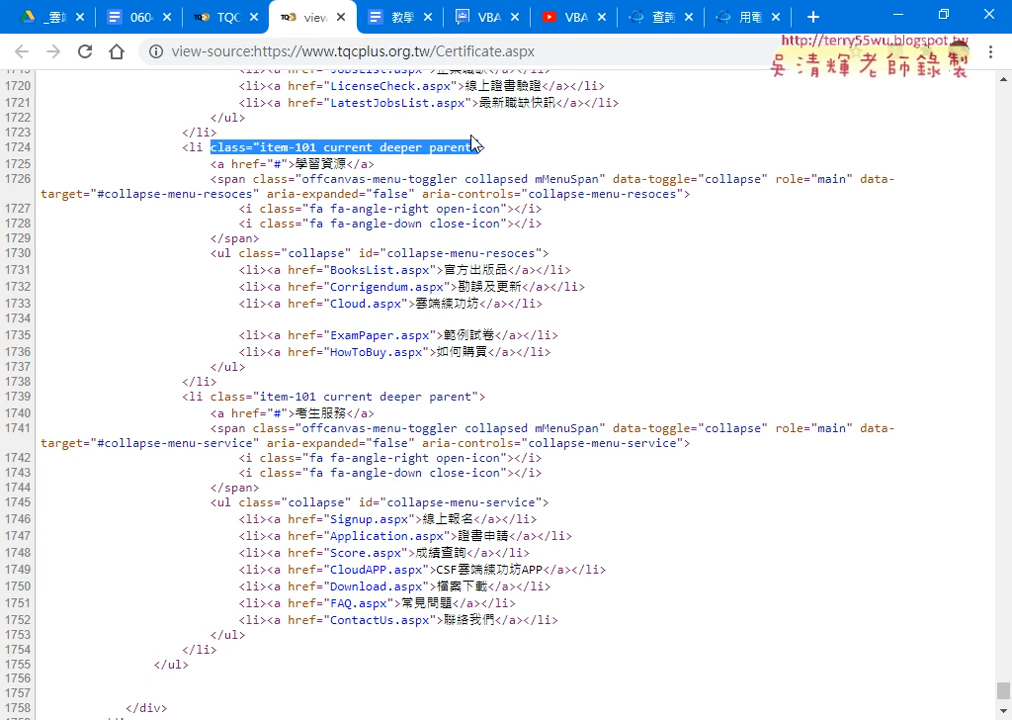 _雲端
060
TQC
view
教學
VBA
VBA
查詢
用電
view-source:https://www.tqcplus.org.tw/Certificate.aspx
http://terry55wu.blogspot.tw
吳清輝老師錄製
1720 <li><a href="LicenseCheck.aspx">線上證書驗證</a></li>
1721 <li><a href="LatestJobsList.aspx">最新職缺快訊</a></li>
1722 </ul>
1723 </li>
1724 <li class="item-101 current deeper parent">
1725 <a href="#">學習資源</a>
1726 <span class="offcanvas-menu-toggler collapsed mMenuSpan" data-toggle="collapse" role="main" data-
target="#collapse-menu-resoces" aria-expanded="false" aria-controls="collapse-menu-resoces">
1727 <i class="fa fa-angle-right open-icon"></i>
1728 <i class="fa fa-angle-down close-icon"></i>
1729 </span>
1730 <ul class="collapse" id="collapse-menu-resoces">
1731 <li><a href="BooksList.aspx">官方出版品</a></li>
1732 <li><a href="Corrigendum.aspx">勘誤及更新</a></li>
1733 <li><a href="Cloud.aspx">雲端練功坊</a></li>
1734
1735 <li><a href="ExamPaper.aspx">範例試卷</a></li>
1736 <li><a href="HowToBuy.aspx">如何購買</a></li>
1737 </ul>
1738 </li>
1739 <li class="item-101 current deeper parent">
1740 <a href="#">考生服務</a>
1741 <span class="offcanvas-menu-toggler collapsed mMenuSpan" data-toggle="collapse" role="main" data-
target="#collapse-menu-service" aria-expanded="false" aria-controls="collapse-menu-service">
1742 <i class="fa fa-angle-right open-icon"></i>
1743 <i class="fa fa-angle-down close-icon"></i>
1744 </span>
1745 <ul class="collapse" id="collapse-menu-service">
1746 <li><a href="Signup.aspx">線上報名</a></li>
1747 <li><a href="Application.aspx">證書申請</a></li>
1748 <li><a href="Score.aspx">成績查詢</a></li>
1749 <li><a href="CloudAPP.aspx">CSF雲端練功坊APP</a></li>
1750 <li><a href="Download.aspx">檔案下載</a></li>
1751 <li><a href="FAQ.aspx">常見問題</a></li>
1752 <li><a href="ContactUs.aspx">聯絡我們</a></li>
1753 </ul>
1754 </li>
1755 </ul>
1756
1757
1758 </div>